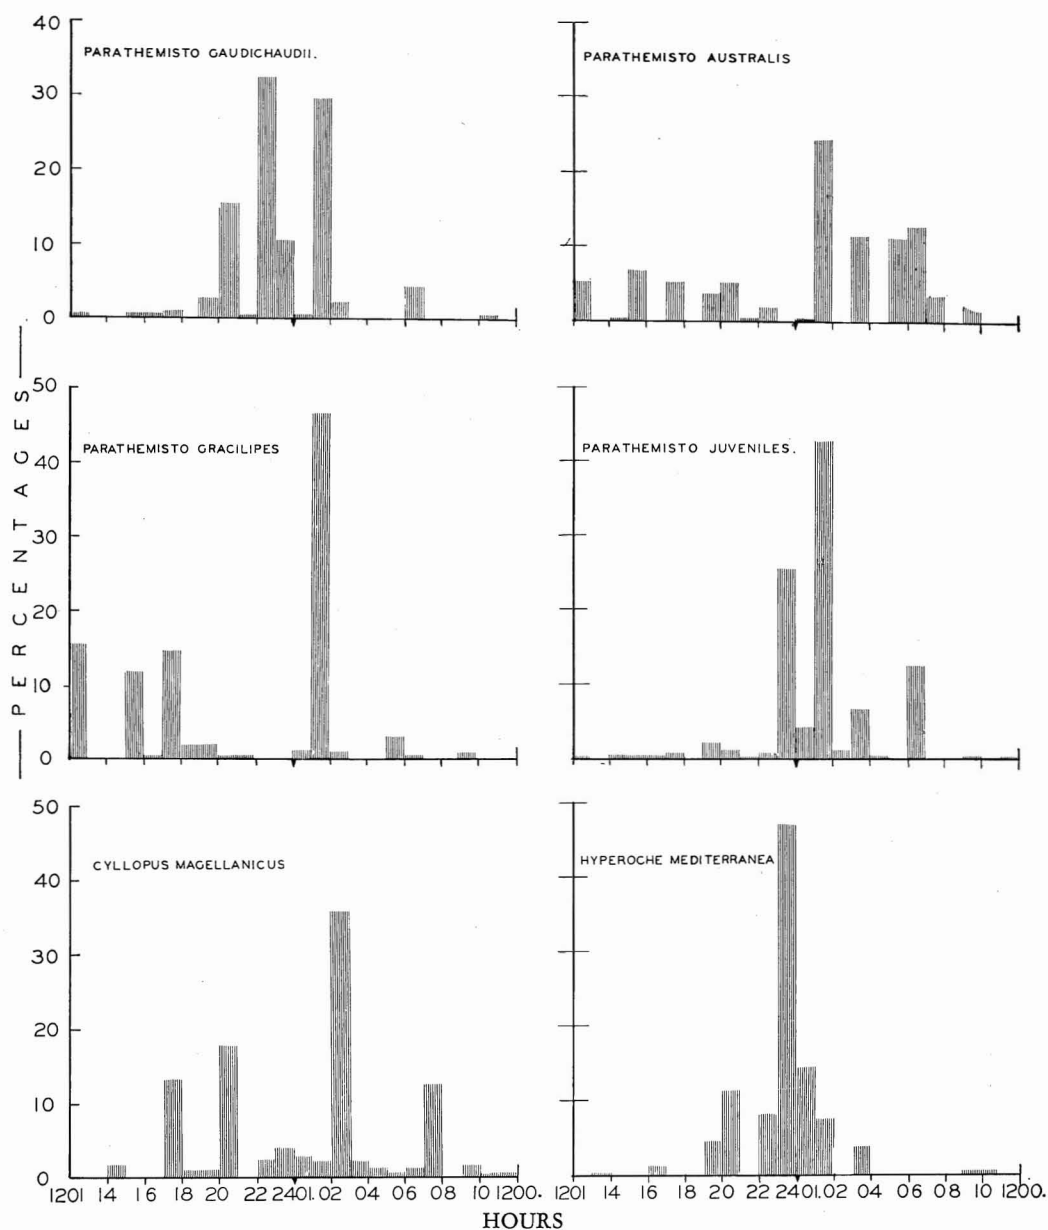 40
30
20
10
0
PARATHEMISTO GAUDICHAUDII.
PARATHEMISTO AUSTRALIS
50
40
30
20
10
0
PARATHEMISTO GRACILIPES
PARATHEMISTO JUVENILES.
PERCENTAGES
50
40
30
20
10
0
CYLLOPUS MAGELLANICUS
HYPEROCHE MEDITERRANEA
1201 14 16 18 20 22 2401.02 04 06 08 10 1200.
1201 14 16 18 20 22 2401.02 04 06 08 10 1200.
HOURS